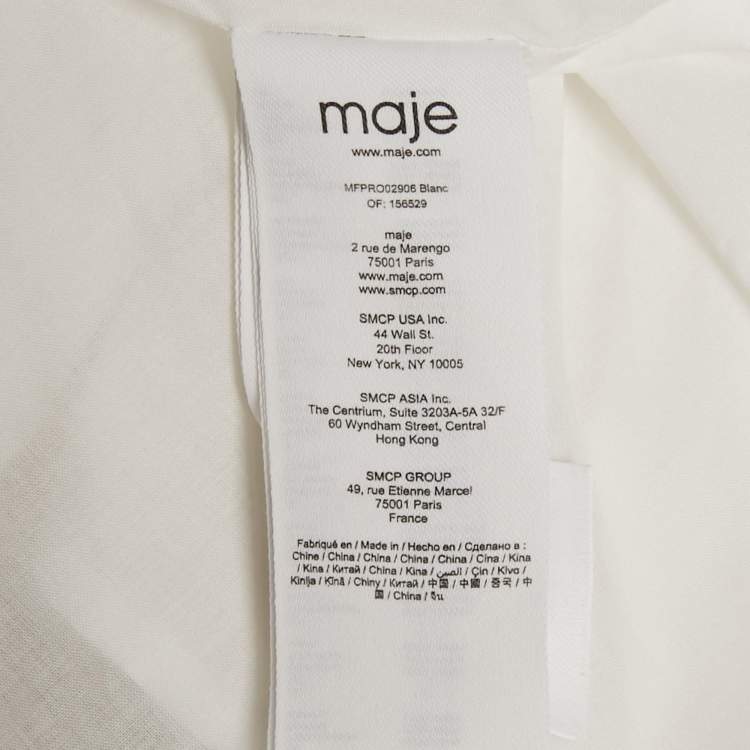 maje
www.maje.com
MFPRO02906 Blanc
OF: 156529
maje
2 rue de Marengo
75001 Paris
www.maje.com
www.smcp.com
SMCP USA Inc.
44 Wall St.
20th Floor
New York, NY 10005
SMCP ASIA Inc.
The Centrium, Suite 3203A-5A 32/F
60 Wyndham Street, Central
Hong Kong
SMCP GROUP
49, rue Etienne Marcel
75001 Paris
France
Fabriqué en / Made in / Hecho en / Сделано в :
Chine / China / China / China / China / Cina / Kina
/ Kina / Китай / China / Kina / الصين / Çin / Kiva /
Kinija / Ķīnā / Chiny / Китай / 中国 / 中國 / 중국 / 中
国 / China / จีน